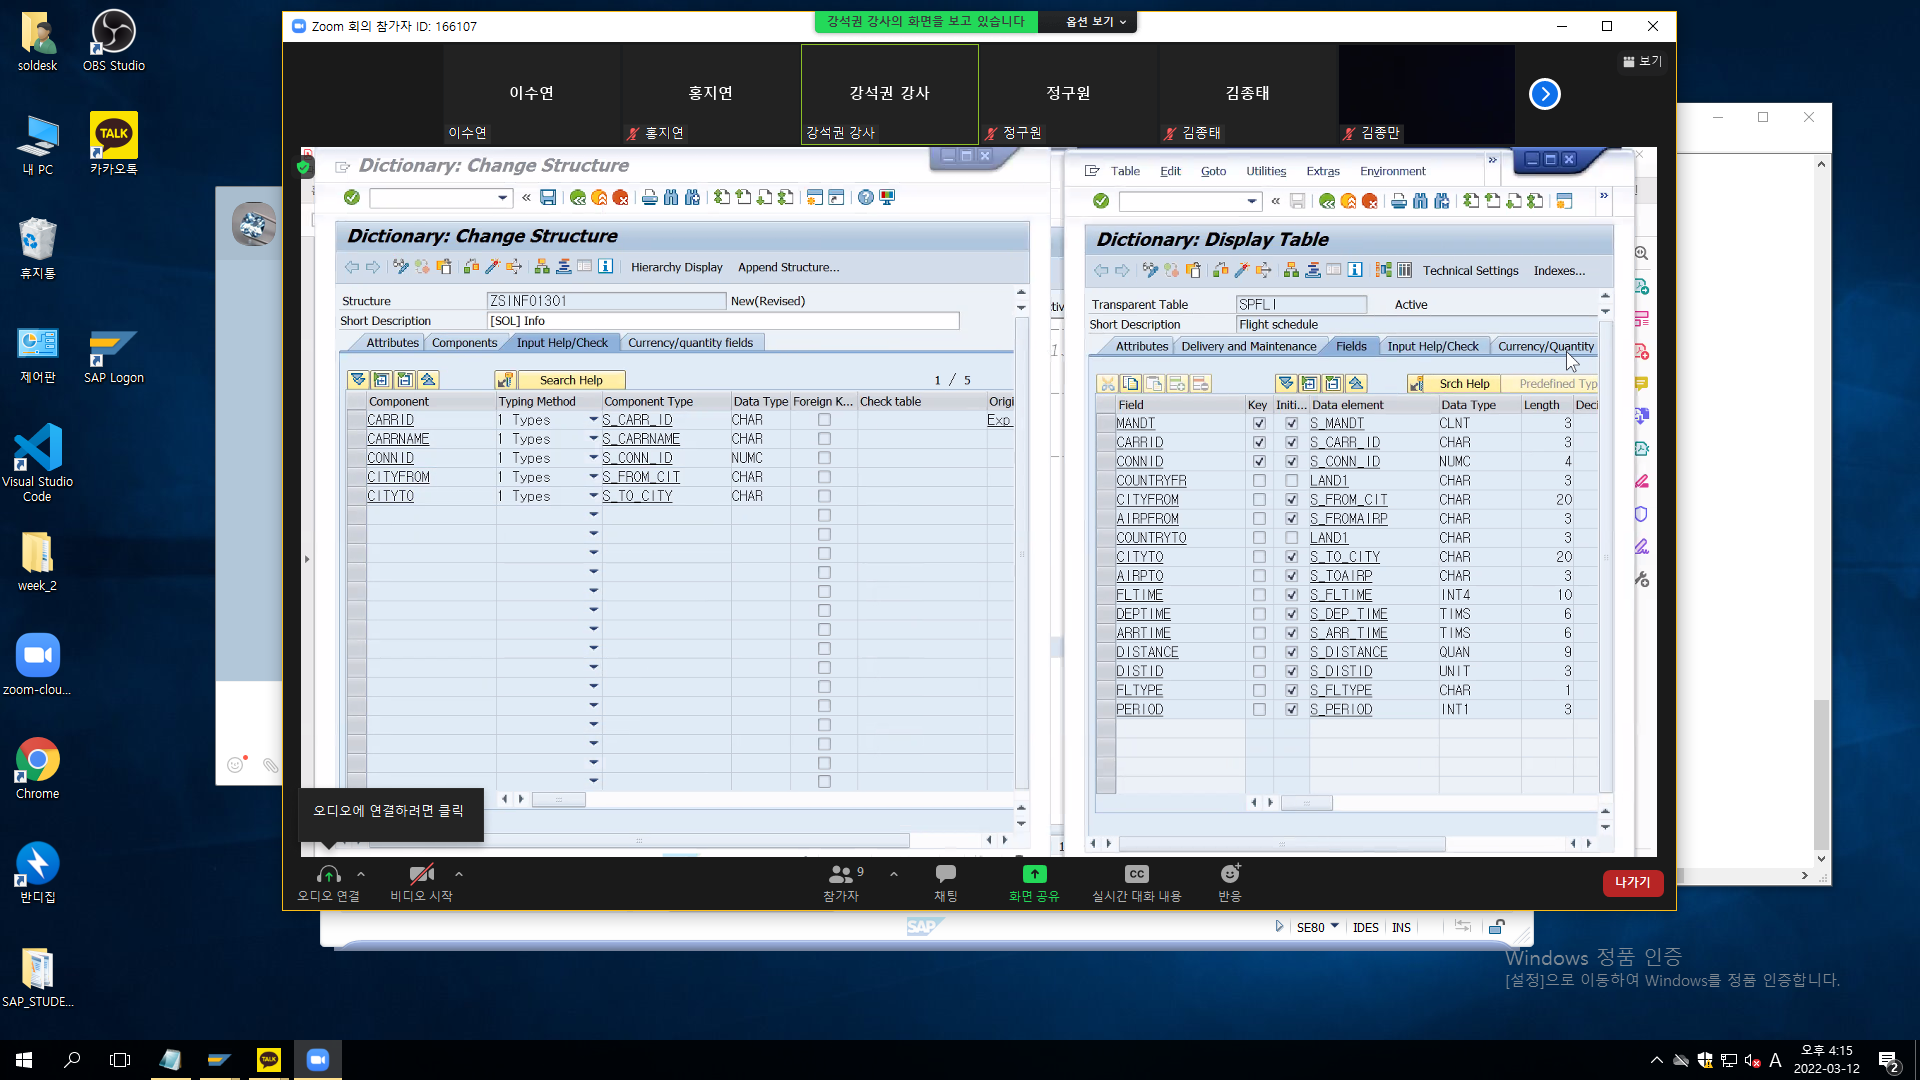 soldesk
OBS Studio
내 PC
카카오톡
휴지통
제어판
SAP Logon
Visual Studio Code
week_2
zoom-clou...
Chrome
반디집
SAP_STUDE...
Zoom 회의 참가자 ID: 166107
강석권 강사의 화면을 보고 있습니다
옵션 보기
보기
이수연
홍지연
강석권 강사
정구원
김종태
이수연
홍지연
강석권 강사
정구원
김종태
김종만
Dictionary: Change Structure
Dictionary: Change Structure
Hierarchy Display Append Structure...
Structure ZSINF01301 New(Revised)
Short Description [SOL] Info
Attributes Components Input Help/Check Currency/quantity fields
Search Help 1 / 5
Component Typing Method Component Type Data Type Foreign K... Check table Origi
CARRID 1 Types S_CARR_ID CHAR Exp
CARRNAME 1 Types S_CARRNAME CHAR
CONNID 1 Types S_CONN_ID NUMC
CITYFROM 1 Types S_FROM_CIT CHAR
CITYTO 1 Types S_TO_CITY CHAR
Table Edit Goto Utilities Extras Environment
Dictionary: Display Table
Technical Settings Indexes...
Transparent Table SPFLI Active
Short Description Flight schedule
Attributes Delivery and Maintenance Fields Input Help/Check Currency/Quantity
Srch Help Predefined Typ
Field Key Initi... Data element Data Type Length Deci
MANDT S_MANDT CLNT 3
CARRID S_CARR_ID CHAR 3
CONNID S_CONN_ID NUMC 4
COUNTRYFR LAND1 CHAR 3
CITYFROM S_FROM_CIT CHAR 20
AIRPFROM S_FROMAIRP CHAR 3
COUNTRYTO LAND1 CHAR 3
CITYTO S_TO_CITY CHAR 20
AIRPTO S_TOAIRP CHAR 3
FLTIME S_FLTIME INT4 10
DEPTIME S_DEP_TIME TIMS 6
ARRTIME S_ARR_TIME TIMS 6
DISTANCE S_DISTANCE QUAN 9
DISTID S_DISTID UNIT 3
FLTYPE S_FLTYPE CHAR 1
PERIOD S_PERIOD INT1 3
오디오에 연결하려면 클릭
오디오 연결
비디오 시작
9
참가자
채팅
화면 공유
CC
실시간 대화 내용
반응
나가기
SAP
SE80 IDES INS
Windows 정품 인증
[설정]으로 이동하여 Windows를 정품 인증합니다.
TALK
A
오후 4:15
2022-03-12
2